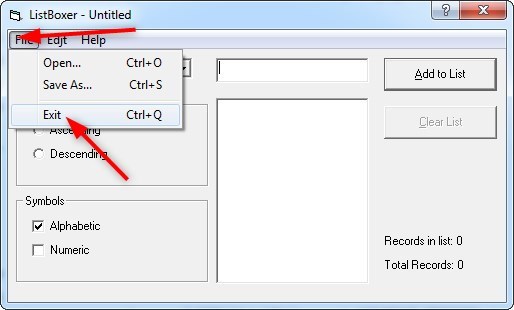 ListBoxer - Untitled
File Edit Help
Open... Ctrl+O
Save As... Ctrl+S
Exit Ctrl+Q
Add to List
Clear List
Ascending
Descending
Symbols
Alphabetic
Numeric
Records in list: 0
Total Records: 0